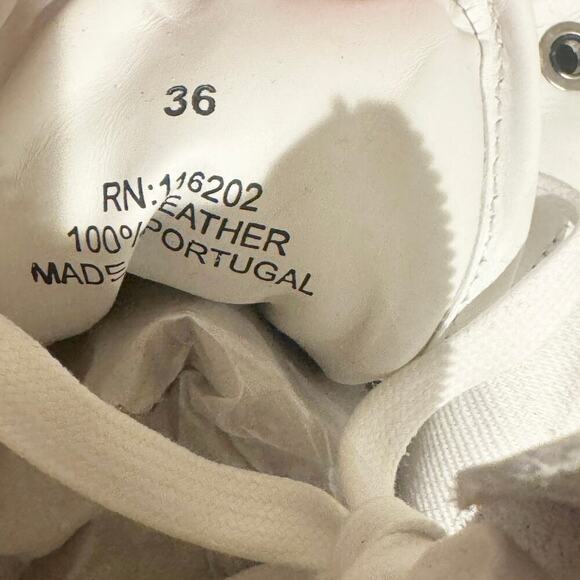 36
RN:116202
100% LEATHER
MADE PORTUGAL